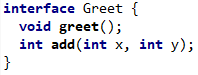 interface Greet {
  void greet();
  int add(int x, int y);
}